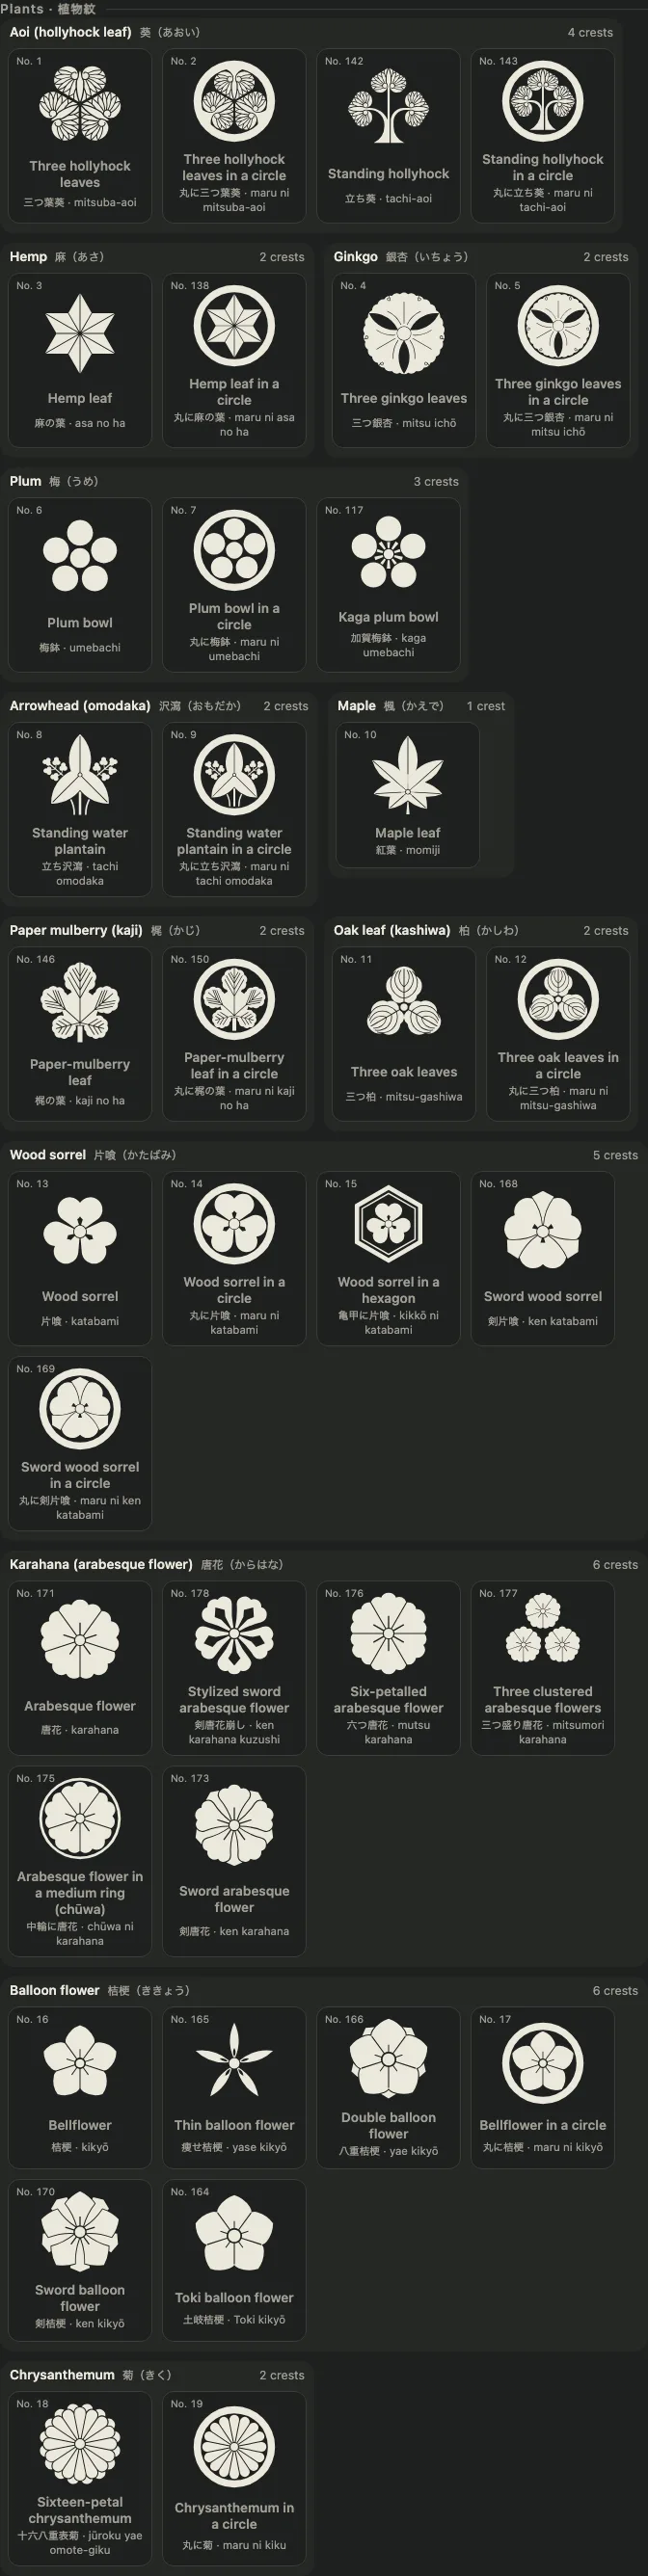 Plants · 植物紋
Aoi (hollyhock leaf) 葵（あおい） 4 crests
No. 1
Three hollyhock
leaves
三つ葉葵 · mitsuba-aoi
No. 2
Three hollyhock
leaves in a circle
丸に三つ葉葵 · maru ni
mitsuba-aoi
No. 142
Standing hollyhock
立ち葵 · tachi-aoi
No. 143
Standing hollyhock
in a circle
丸に立ち葵 · maru ni
tachi-aoi
Hemp 麻（あさ） 2 crests
No. 3
Hemp leaf
麻の葉 · asa no ha
No. 138
Hemp leaf in a
circle
丸に麻の葉 · maru ni asa
no ha
Ginkgo 銀杏（いちょう） 2 crests
No. 4
Three ginkgo leaves
三つ銀杏 · mitsu ichō
No. 5
Three ginkgo leaves
in a circle
丸に三つ銀杏 · maru ni
mitsu ichō
Plum 梅（うめ） 3 crests
No. 6
Plum bowl
梅鉢 · umebachi
No. 7
Plum bowl in a
circle
丸に梅鉢 · maru ni
umebachi
No. 117
Kaga plum bowl
加賀梅鉢 · kaga
umebachi
Arrowhead (omodaka) 沢瀉（おもだか） 2 crests
No. 8
Standing water
plantain
立ち沢瀉 · tachi
omodaka
No. 9
Standing water
plantain in a circle
丸に立ち沢瀉 · maru ni
tachi omodaka
Maple 楓（かえで） 1 crest
No. 10
Maple leaf
紅葉 · momiji
Paper mulberry (kaji) 梶（かじ） 2 crests
No. 146
Paper-mulberry
leaf
梶の葉 · kaji no ha
No. 150
Paper-mulberry
leaf in a circle
丸に梶の葉 · maru ni kaji
no ha
Oak leaf (kashiwa) 柏（かしわ） 2 crests
No. 11
Three oak leaves
三つ柏 · mitsu-gashiwa
No. 12
Three oak leaves in
a circle
丸に三つ柏 · maru ni
mitsu-gashiwa
Wood sorrel 片喰（かたばみ） 5 crests
No. 13
Wood sorrel
片喰 · katabami
No. 14
Wood sorrel in a
circle
丸に片喰 · maru ni
katabami
No. 15
Wood sorrel in a
hexagon
亀甲に片喰 · kikkō ni
katabami
No. 168
Sword wood sorrel
剣片喰 · ken katabami
No. 169
Sword wood sorrel
in a circle
丸に剣片喰 · maru ni ken
katabami
Karahana (arabesque flower) 唐花（からはな） 6 crests
No. 171
Arabesque flower
唐花 · karahana
No. 178
Stylized sword
arabesque flower
剣唐花崩し · ken
karahana kuzushi
No. 176
Six-petalled
arabesque flower
六つ唐花 · mutsu
karahana
No. 177
Three clustered
arabesque flowers
三つ盛り唐花 · mitsumori
karahana
No. 175
Arabesque flower in
a medium ring
(chūwa)
中輪に唐花 · chūwa ni
karahana
No. 173
Sword arabesque
flower
剣唐花 · ken karahana
Balloon flower 桔梗（ききょう） 6 crests
No. 16
Bellflower
桔梗 · kikyō
No. 165
Thin balloon flower
痩せ桔梗 · yase kikyō
No. 166
Double balloon
flower
八重桔梗 · yae kikyō
No. 17
Bellflower in a circle
丸に桔梗 · maru ni kikyō
No. 170
Sword balloon
flower
剣桔梗 · ken kikyō
No. 164
Toki balloon flower
土岐桔梗 · Toki kikyō
Chrysanthemum 菊（きく） 2 crests
No. 18
Sixteen-petal
chrysanthemum
十六八重表菊 · jūroku yae
omote-giku
No. 19
Chrysanthemum in
a circle
丸に菊 · maru ni kiku